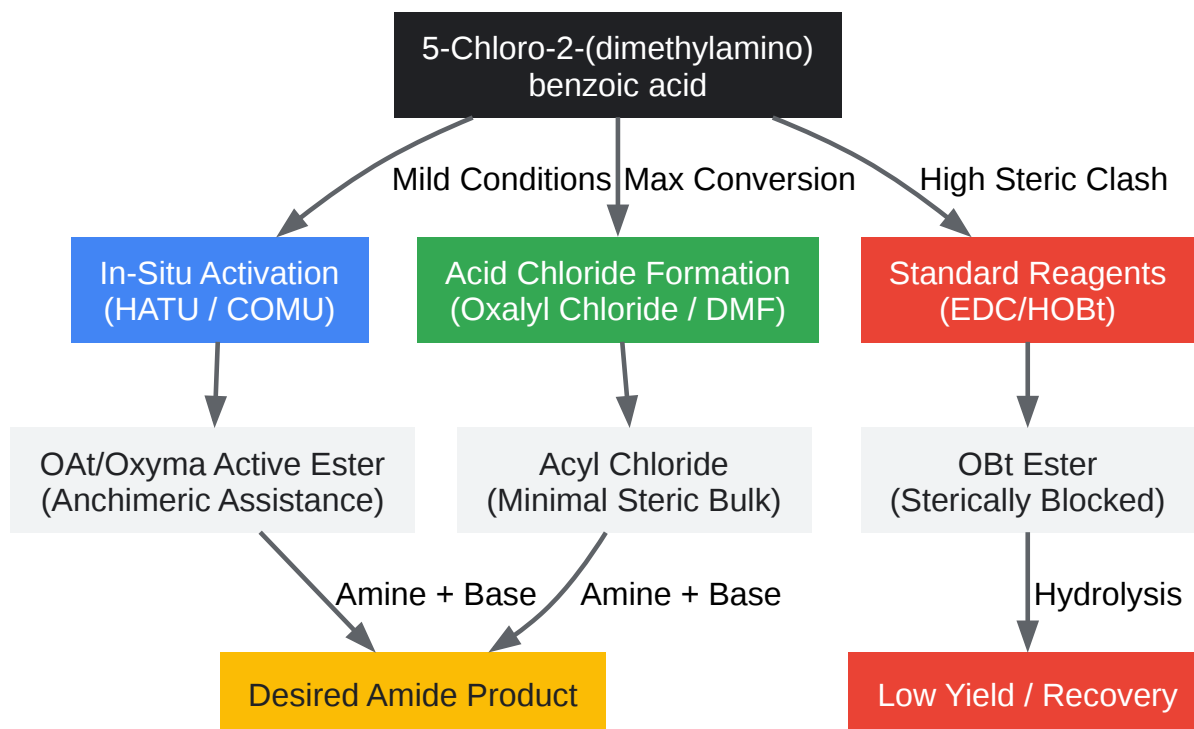 5-Chloro-2-(dimethylamino)
benzoic acid
Mild Conditions
Max Conversion
High Steric Clash
In-Situ Activation
(HATU / COMU)
Acid Chloride Formation
(Oxalyl Chloride / DMF)
Standard Reagents
(EDC/HOBt)
OAt/Oxyma Active Ester
(Anchimeric Assistance)
Acyl Chloride
(Minimal Steric Bulk)
OBt Ester
(Sterically Blocked)
Amine + Base
Amine + Base
Hydrolysis
Desired Amide Product
Low Yield / Recovery